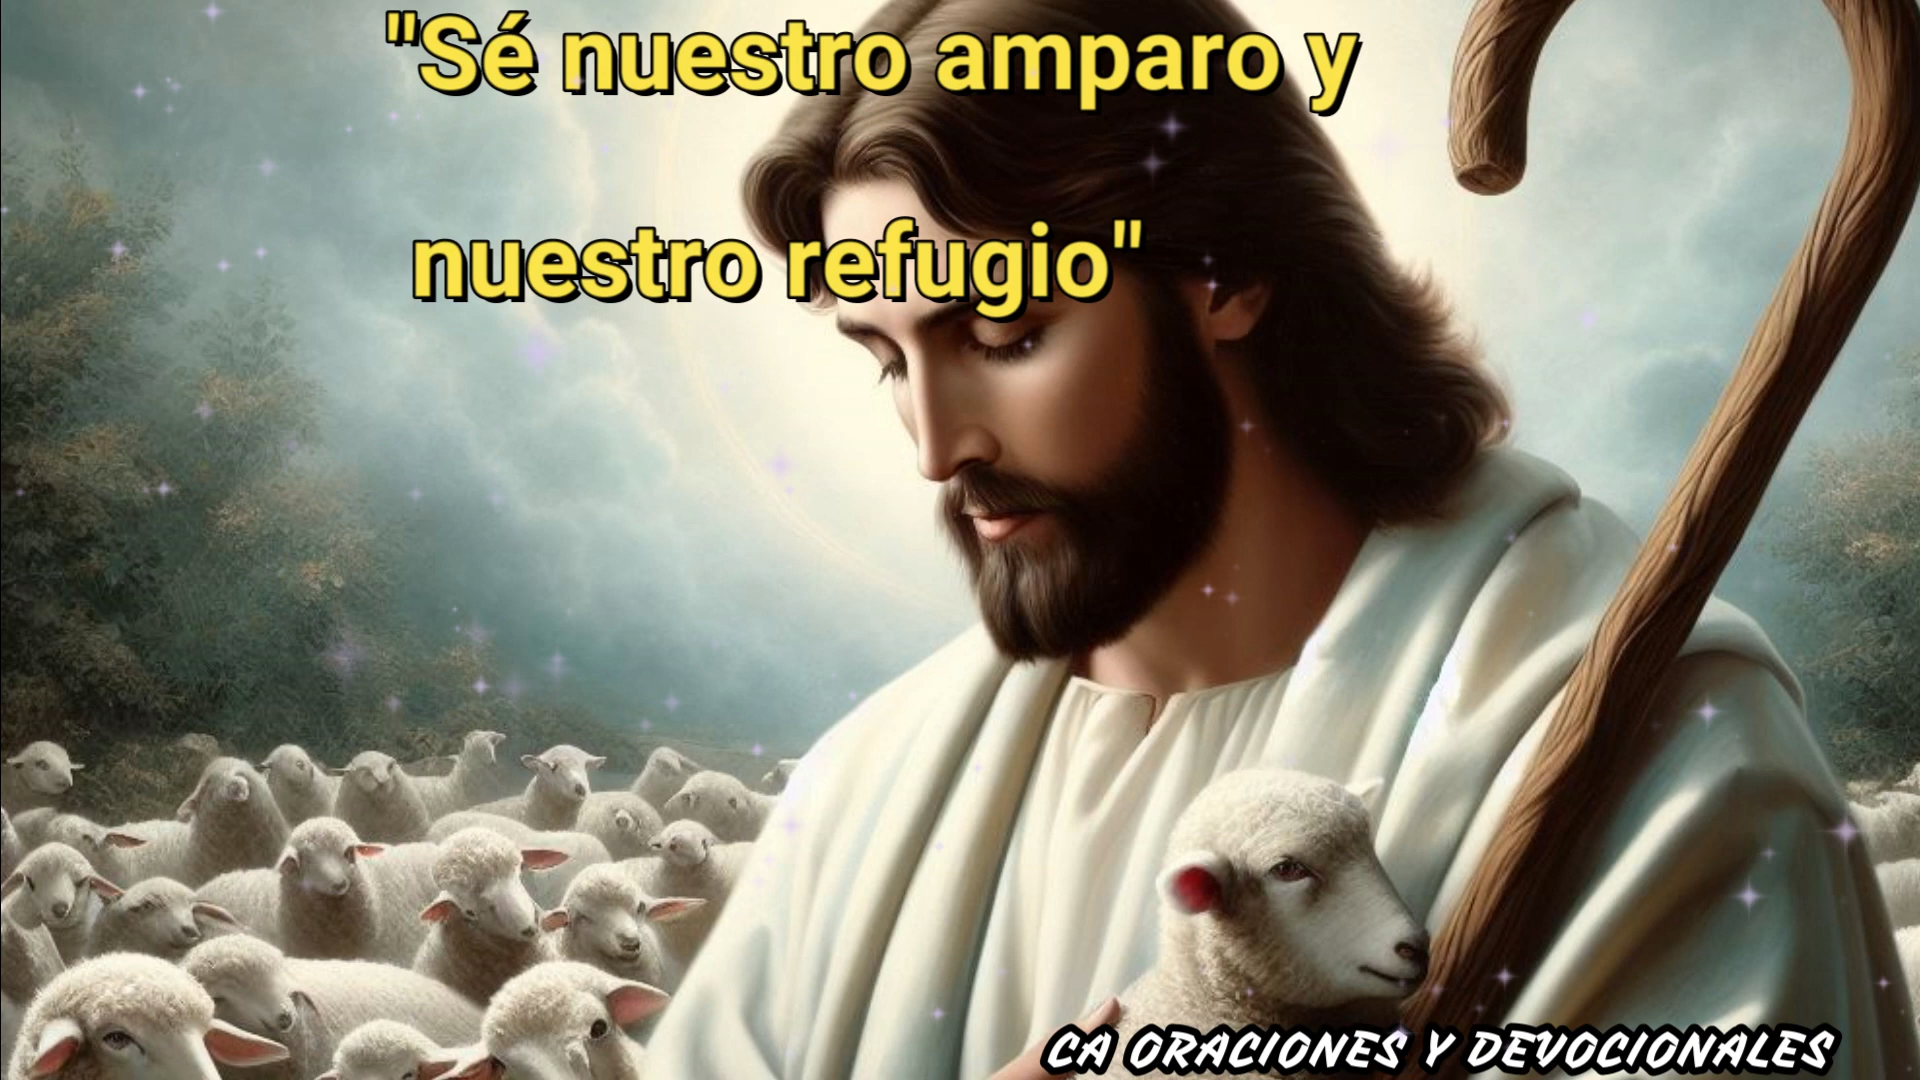 "Sé nuestro amparo y
nuestro refugio"
CA ORACIONES Y DEVOCIONALES